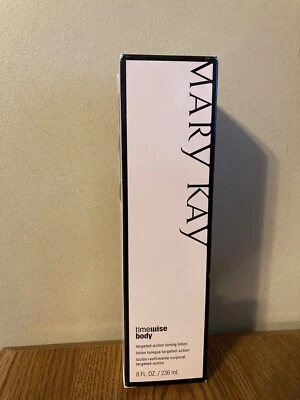 MARY KAY
timewise
body
targeted-action toning lotion
lotion tonique targeted-action
loción reafirmante corporal
targeted-action
8 FL. OZ. / 236 mL